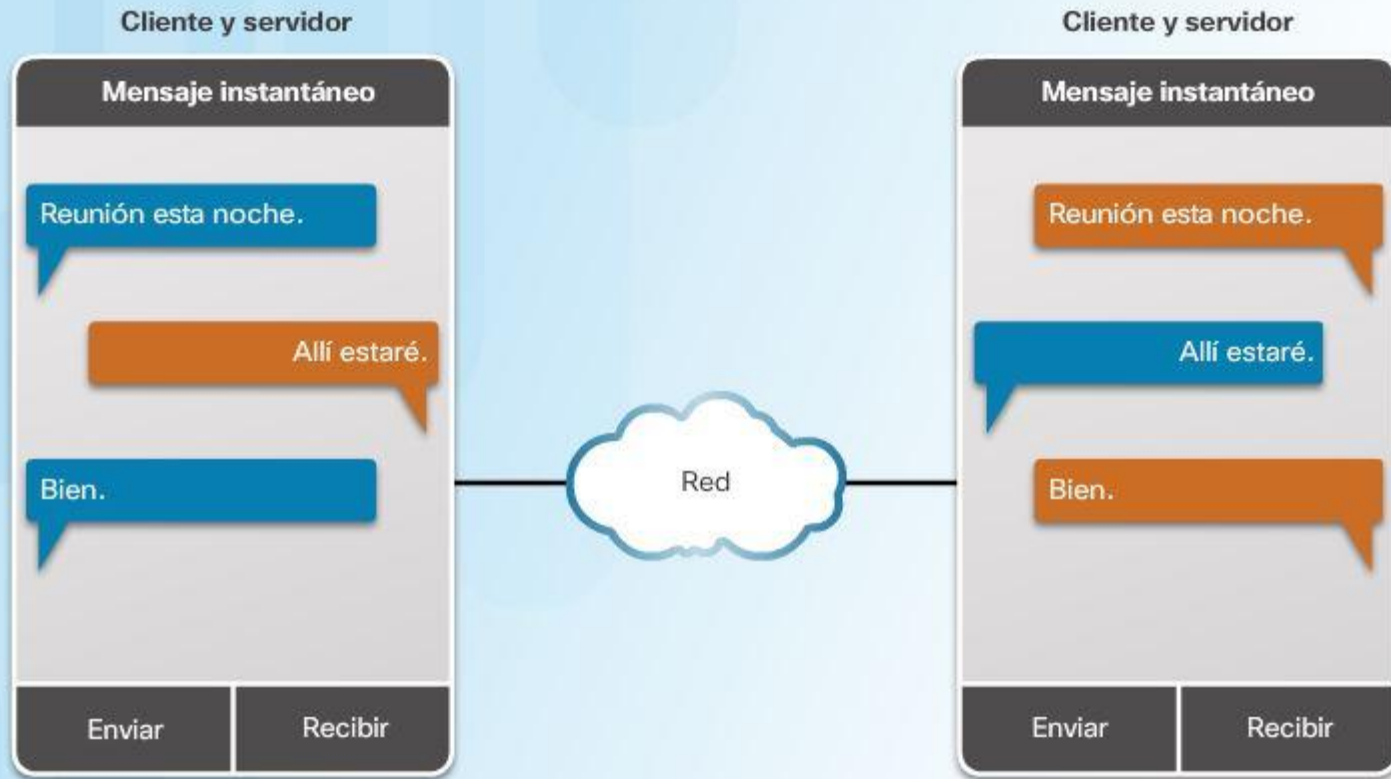 Cliente y servidor
Mensaje instantáneo
Reunión esta noche.
Allí estaré.
Bien.
Enviar
Recibir
Red
Cliente y servidor
Mensaje instantáneo
Reunión esta noche.
Allí estaré.
Bien.
Enviar
Recibir